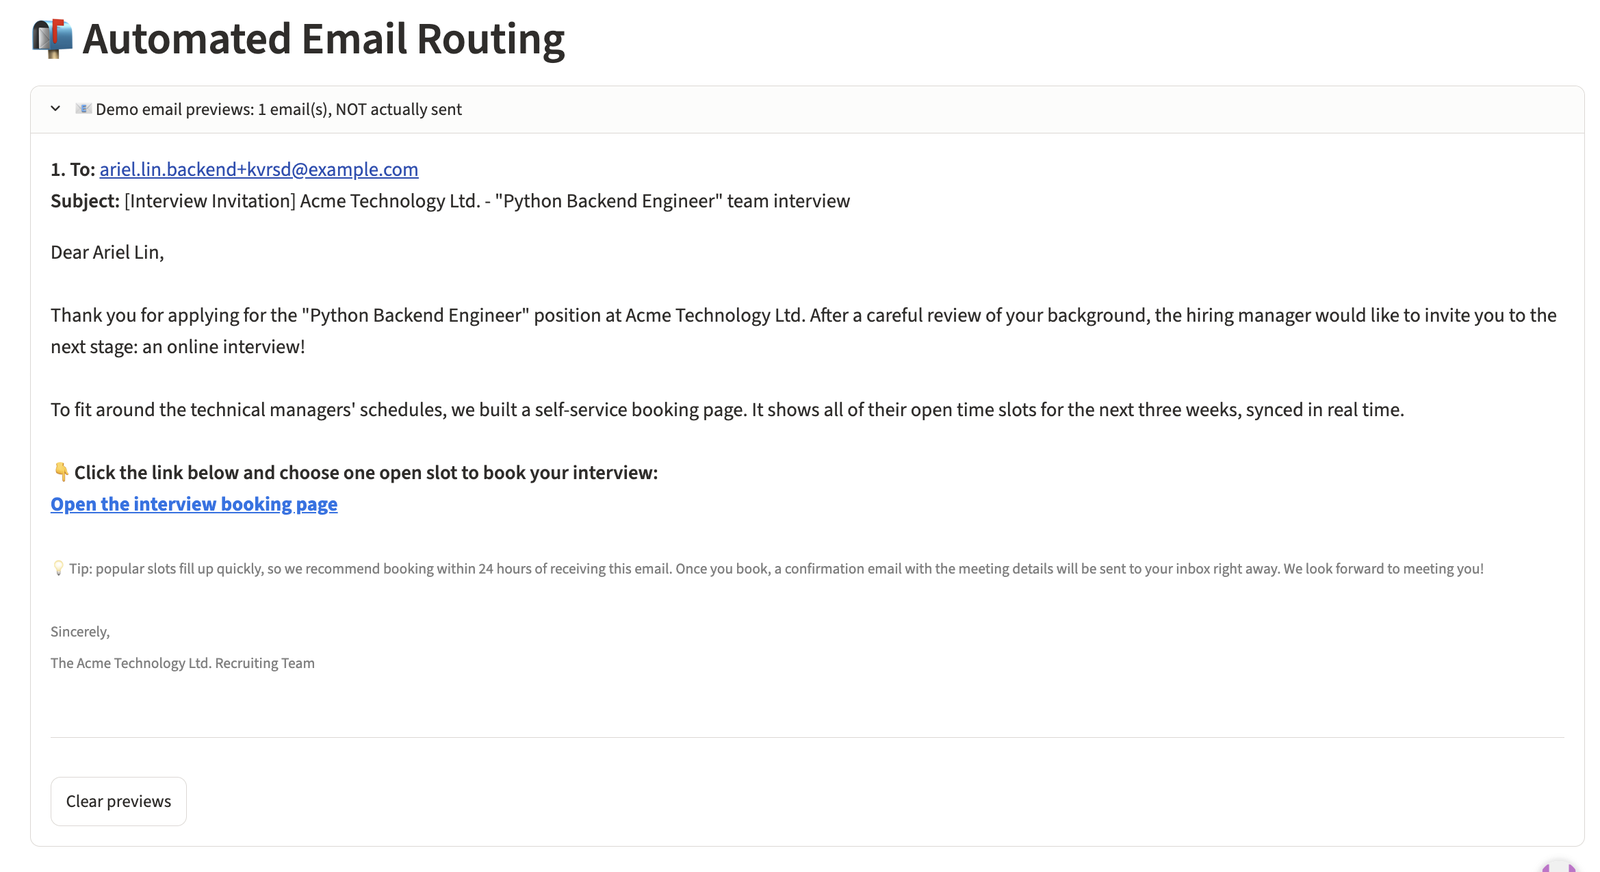 Automated Email Routing
Demo email previews: 1 email(s), NOT actually sent
1. To: ariel.lin.backend+kvrsd@example.com
Subject: [Interview Invitation] Acme Technology Ltd. - "Python Backend Engineer" team interview
Dear Ariel Lin,
Thank you for applying for the "Python Backend Engineer" position at Acme Technology Ltd. After a careful review of your background, the hiring manager would like to invite you to the
next stage: an online interview!
To fit around the technical managers' schedules, we built a self-service booking page. It shows all of their open time slots for the next three weeks, synced in real time.
👇 Click the link below and choose one open slot to book your interview:
Open the interview booking page
💡 Tip: popular slots fill up quickly, so we recommend booking within 24 hours of receiving this email. Once you book, a confirmation email with the meeting details will be sent to your inbox right away. We look forward to meeting you!
Sincerely,
The Acme Technology Ltd. Recruiting Team
Clear previews